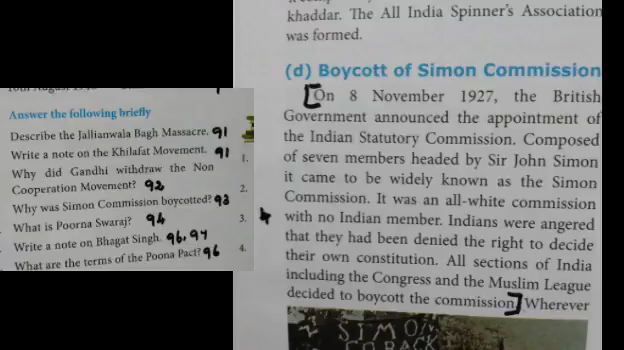 Answer the following briefly
Describe the Jallianwala Bagh Massacre. 91
Write a note on the Khilafat Movement. 91
Why did Gandhi withdraw the Non
Cooperation Movement? 92
Why was Simon Commission boycotted? 93
What is Poorna Swaraj? 94
Write a note on Bhagat Singh. 96, 94
What are the terms of the Poona Pact? 96
1.
2.
3.
4.
khaddar. The All India Spinner's Association
was formed.
(d) Boycott of Simon Commission
[On 8 November 1927, the British
Government announced the appointment of
the Indian Statutory Commission. Composed
of seven members headed by Sir John Simon
it came to be widely known as the Simon
Commission. It was an all-white commission
with no Indian member. Indians were angered
that they had been denied the right to decide
their own constitution. All sections of India
including the Congress and the Muslim League
decided to boycott the commission.] Wherever
SIMON
GO BACK